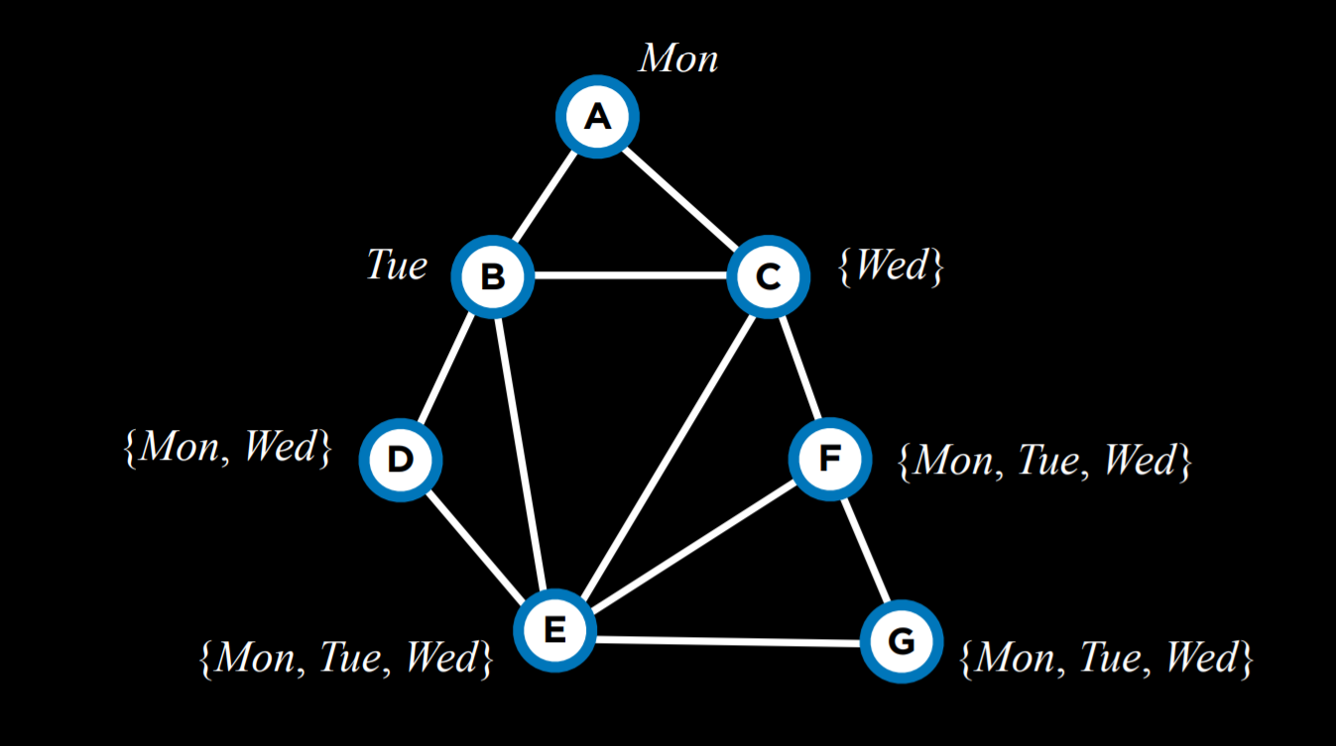 Mon
A
Tue
B
C
{Wed}
{Mon, Wed}
D
F
{Mon, Tue, Wed}
{Mon, Tue, Wed}
E
G
{Mon, Tue, Wed}